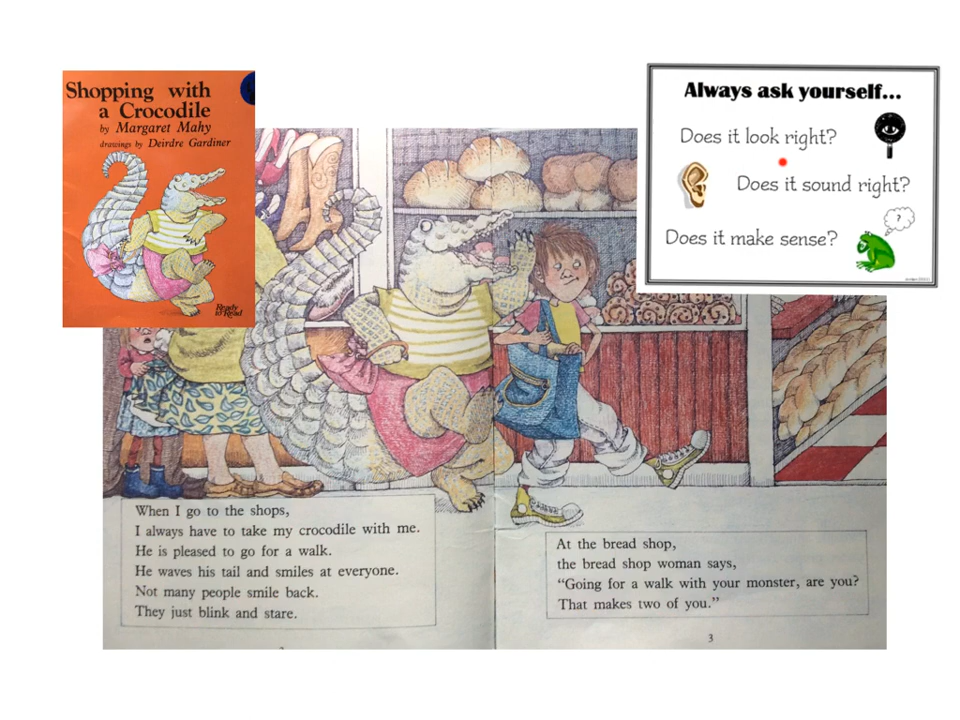 Shopping with
a Crocodile
by Margaret Mahy
drawings by Deirdre Gardiner
Ready
to Read
Always ask yourself...
Does it look right?
Does it sound right?
Does it make sense?
?
When I go to the shops,
I always have to take my crocodile with me.
He is pleased to go for a walk.
He waves his tail and smiles at everyone.
Not many people smile back.
They just blink and stare.
At the bread shop,
the bread shop woman says,
“Going for a walk with your monster, are you?
That makes two of you.”
3